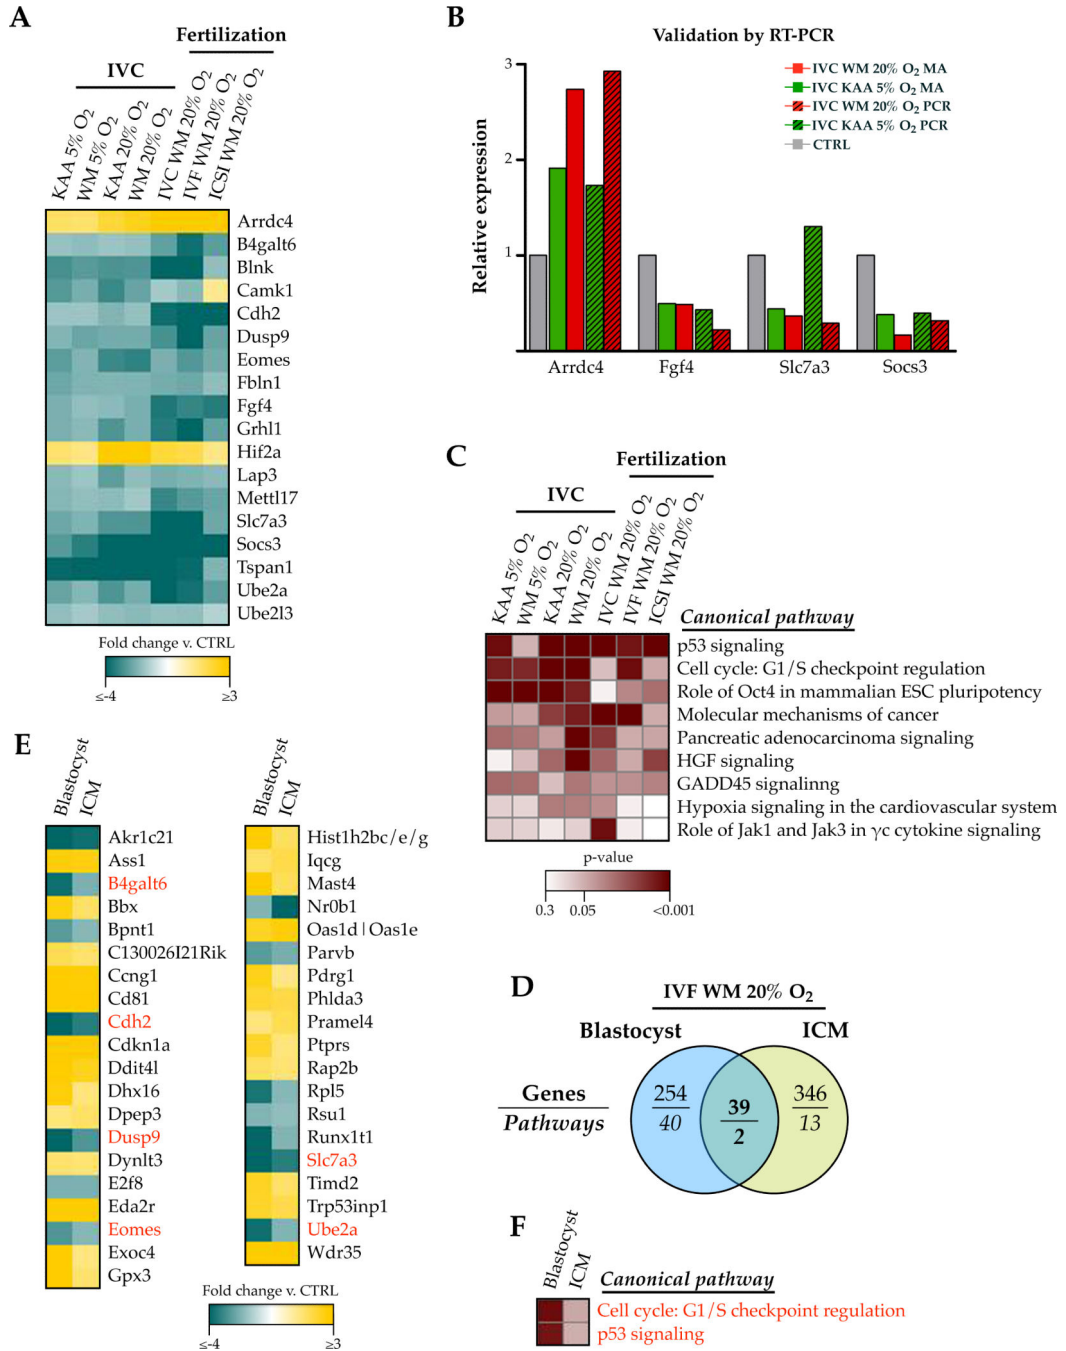 A
Fertilization
IVC
KAA 5% O2
WM 5% O2
KAA 20% O2
WM 20% O2
IVC WM 20% O2
IVF WM 20% O2
ICSI WM 20% O2
Arrdc4
B4galt6
Blnk
Camk1
Cdh2
Dusp9
Eomes
Fbln1
Fgf4
Grhl1
Hif2a
Lap3
Mettl17
Slc7a3
Socs3
Tspan1
Ube2a
Ube2l3
Fold change v. CTRL
≤-4 ≥3
B
Validation by RT-PCR
Relative expression
3
2
1
IVC WM 20% O2 MA
IVC KAA 5% O2 MA
IVC WM 20% O2 PCR
IVC KAA 5% O2 PCR
CTRL
Arrdc4 Fgf4 Slc7a3 Socs3
C
Fertilization
IVC
KAA 5% O2
WM 5% O2
KAA 20% O2
WM 20% O2
IVC WM 20% O2
IVF WM 20% O2
ICSI WM 20% O2
Canonical pathway
p53 signaling
Cell cycle: G1/S checkpoint regulation
Role of Oct4 in mammalian ESC pluripotency
Molecular mechanisms of cancer
Pancreatic adenocarcinoma signaling
HGF signaling
GADD45 signalinng
Hypoxia signaling in the cardiovascular system
Role of Jak1 and Jak3 in γc cytokine signaling
p-value
0.3 0.05 <0.001
D
IVF WM 20% O2
Blastocyst ICM
Genes
Pathways
254
40
39
2
346
13
E
Blastocyst
ICM
Akr1c21
Ass1
B4galt6
Bbx
Bpnt1
C130026I21Rik
Ccng1
Cd81
Cdh2
Cdkn1a
Ddit4l
Dhx16
Dpep3
Dusp9
Dynlt3
E2f8
Eda2r
Eomes
Exoc4
Gpx3
Blastocyst
ICM
Hist1h2bc/e/g
Iqcg
Mast4
Nr0b1
Oas1d|Oas1e
Parvb
Pdrg1
Phlda3
Pramel4
Ptprs
Rap2b
Rpl5
Rsu1
Runx1t1
Slc7a3
Timd2
Trp53inp1
Ube2a
Wdr35
Fold change v. CTRL
≤-4 ≥3
F
Blastocyst
ICM
Canonical pathway
Cell cycle: G1/S checkpoint regulation
p53 signaling